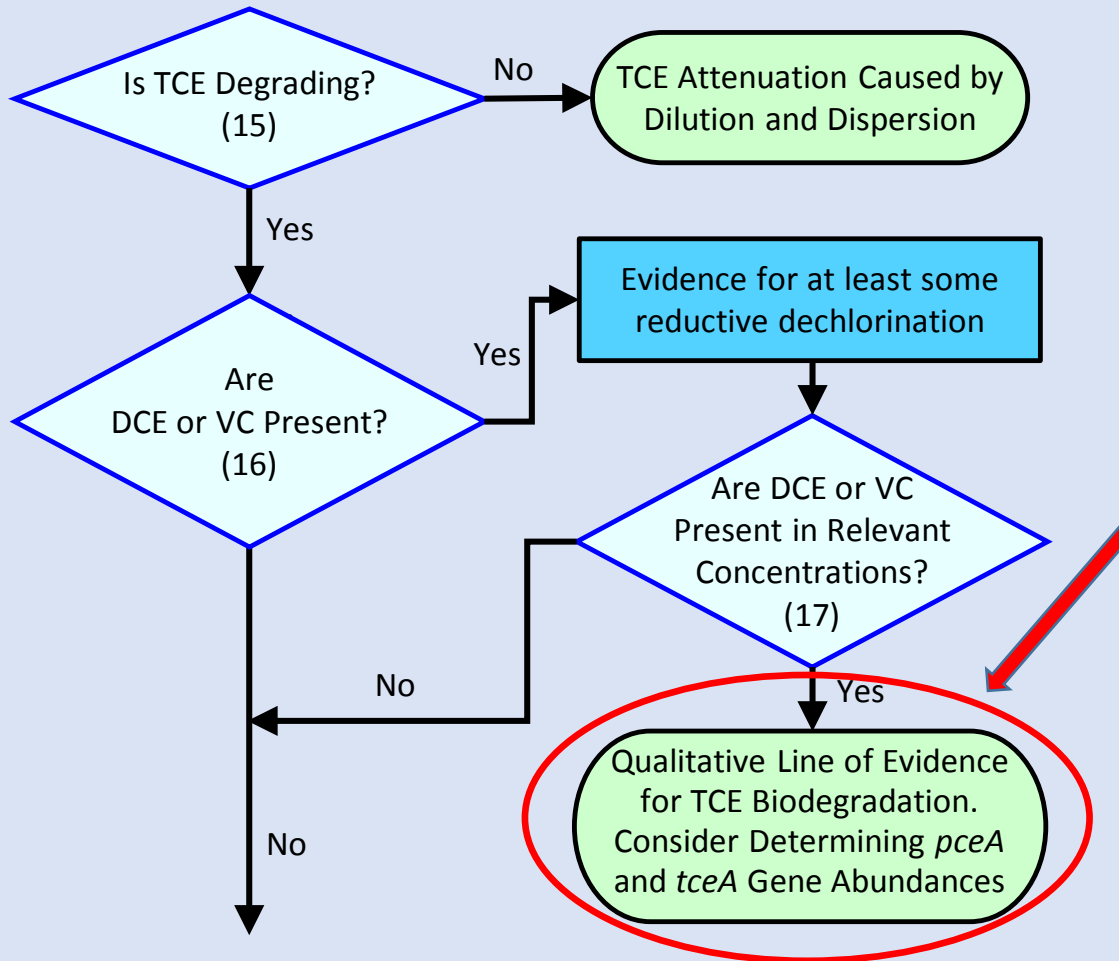 Is TCE Degrading?
(15)
No
TCE Attenuation Caused by
Dilution and Dispersion
Yes
Are
DCE or VC Present?
(16)
Yes
Evidence for at least some
reductive dechlorination
Are DCE or VC
Present in Relevant
Concentrations?
(17)
No
Yes
Qualitative Line of Evidence
for TCE Biodegradation.
Consider Determining pceA
and tceA Gene Abundances
No